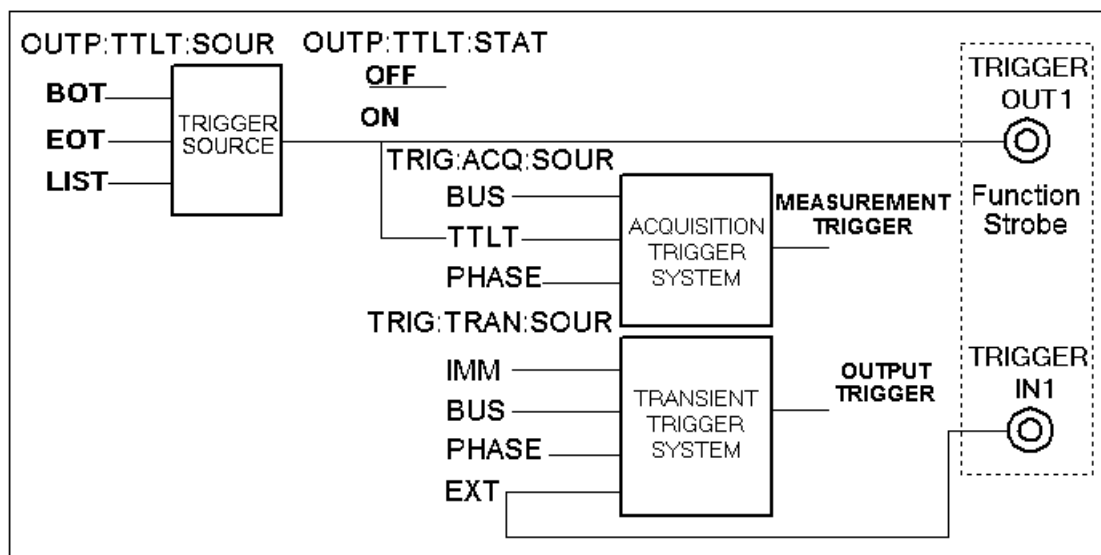 OUTP:TTLT:SOUR
OUTP:TTLT:STAT
OFF
ON
BOT
EOT
LIST
TRIGGER
SOURCE
TRIGGER
OUT1
Function
Strobe
TRIG:ACQ:SOUR
BUS
TTLT
PHASE
ACQUISITION
TRIGGER
SYSTEM
MEASUREMENT
TRIGGER
TRIG:TRAN:SOUR
IMM
BUS
PHASE
EXT
TRANSIENT
TRIGGER
SYSTEM
OUTPUT
TRIGGER
TRIGGER
IN1